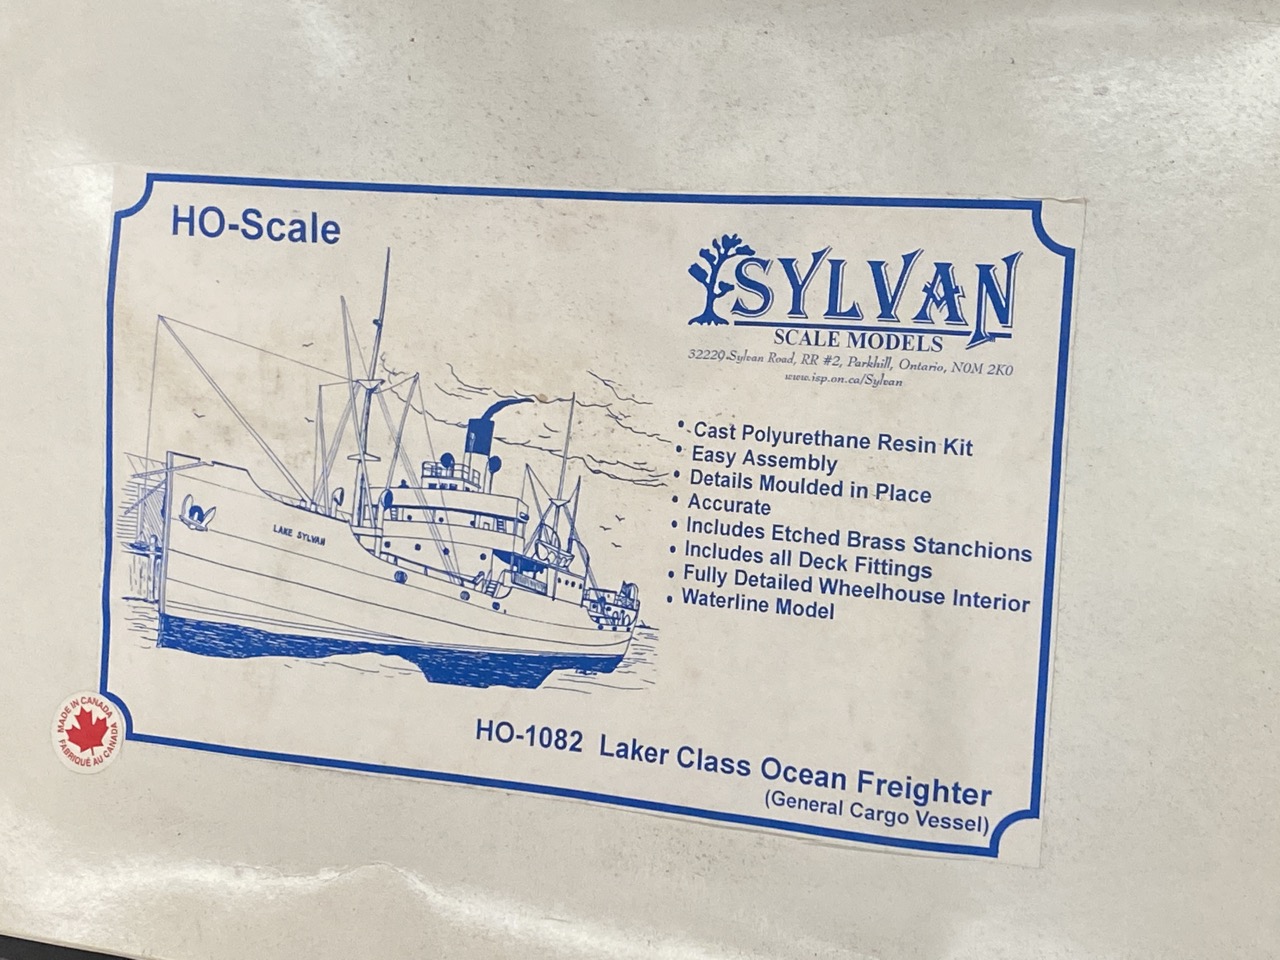 HO-Scale
SYLVAN
SCALE MODELS
32229 Sylvan Road, RR #2, Parkhill, Ontario, N0M 2K0
www.isp.on.ca/Sylvan
• Cast Polyurethane Resin Kit
• Easy Assembly
• Details Moulded in Place
• Accurate
• Includes Etched Brass Stanchions
• Includes all Deck Fittings
• Fully Detailed Wheelhouse Interior
• Waterline Model
LAKE SYLVAN
MADE IN CANADA
FABRIQUÉ AU CANADA
HO-1082 Laker Class Ocean Freighter
(General Cargo Vessel)